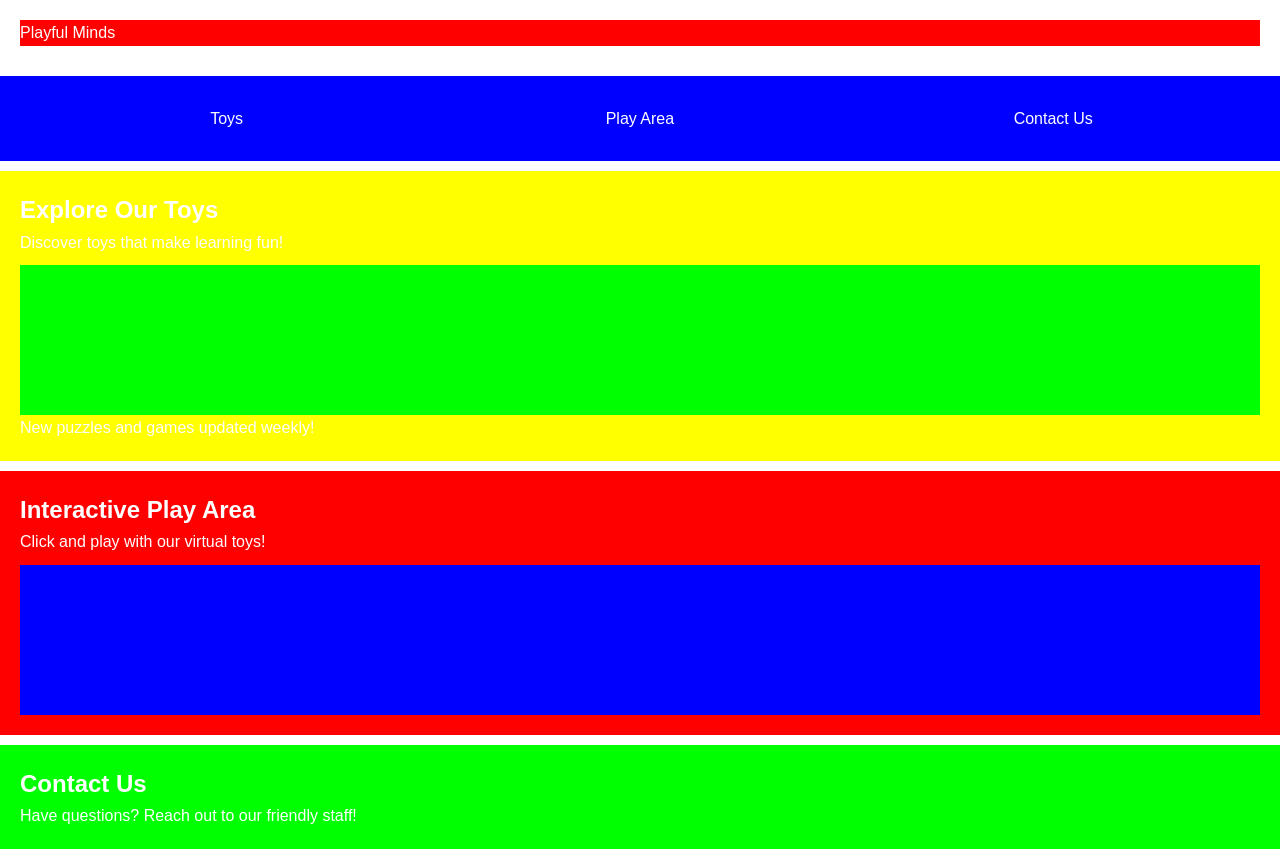 Playful Minds
Toys
Play Area
Contact Us
Explore Our Toys
Discover toys that make learning fun!
New puzzles and games updated weekly!
Interactive Play Area
Click and play with our virtual toys!
Contact Us
Have questions? Reach out to our friendly staff!